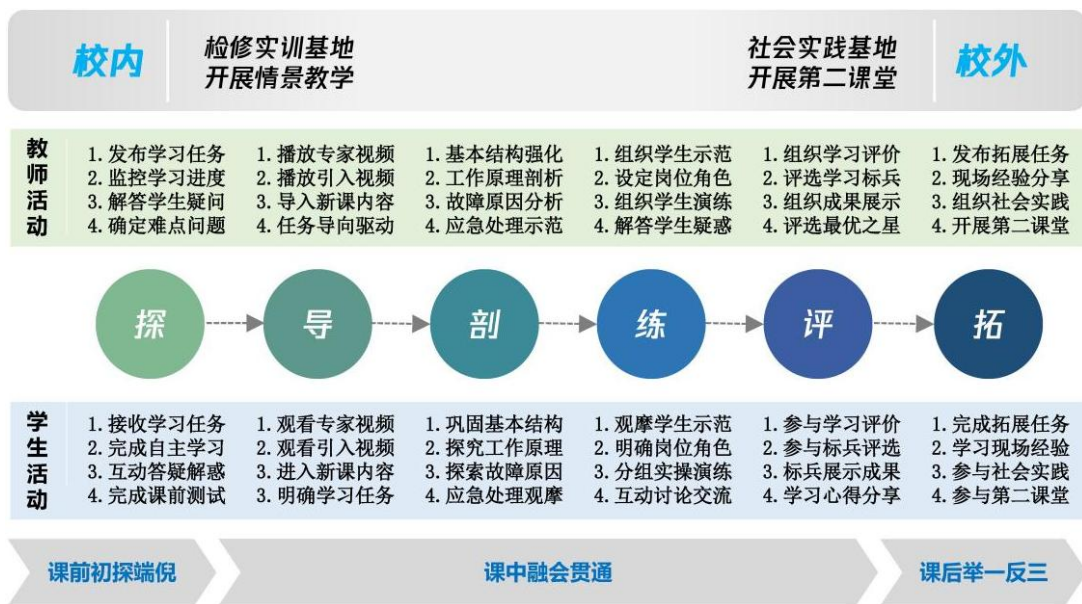 校内
检修实训基地
开展情景教学
社会实践基地
开展第二课堂
校外
教师活动
1. 发布学习任务
2. 监控学习进度
3. 解答学生疑问
4. 确定难点问题
1. 播放专家视频
2. 播放引入视频
3. 导入新课内容
4. 任务导向驱动
1. 基本结构强化
2. 工作原理剖析
3. 故障原因分析
4. 应急处理示范
1. 组织学生示范
2. 设定岗位角色
3. 组织学生演练
4. 解答学生疑惑
1. 组织学习评价
2. 评选学习标兵
3. 组织成果展示
4. 评选最优之星
1. 发布拓展任务
2. 现场经验分享
3. 组织社会实践
4. 开展第二课堂
探
导
剖
练
评
拓
学生活动
1. 接收学习任务
2. 完成自主学习
3. 互动答疑解惑
4. 完成课前测试
1. 观看专家视频
2. 观看引入视频
3. 进入新课内容
3. 明确学习任务
1. 巩固基本结构
2. 探究工作原理
3. 探索故障原因
4. 应急处理观摩
1. 观摩学生示范
2. 明确岗位角色
3. 分组实操演练
4. 互动讨论交流
1. 参与学习评价
2. 参与标兵评选
3. 标兵展示成果
4. 学习心得分享
1. 完成拓展任务
2. 学习现场经验
3. 参与社会实践
4. 参与第二课堂
课前初探端倪
课中融会贯通
课后举一反三